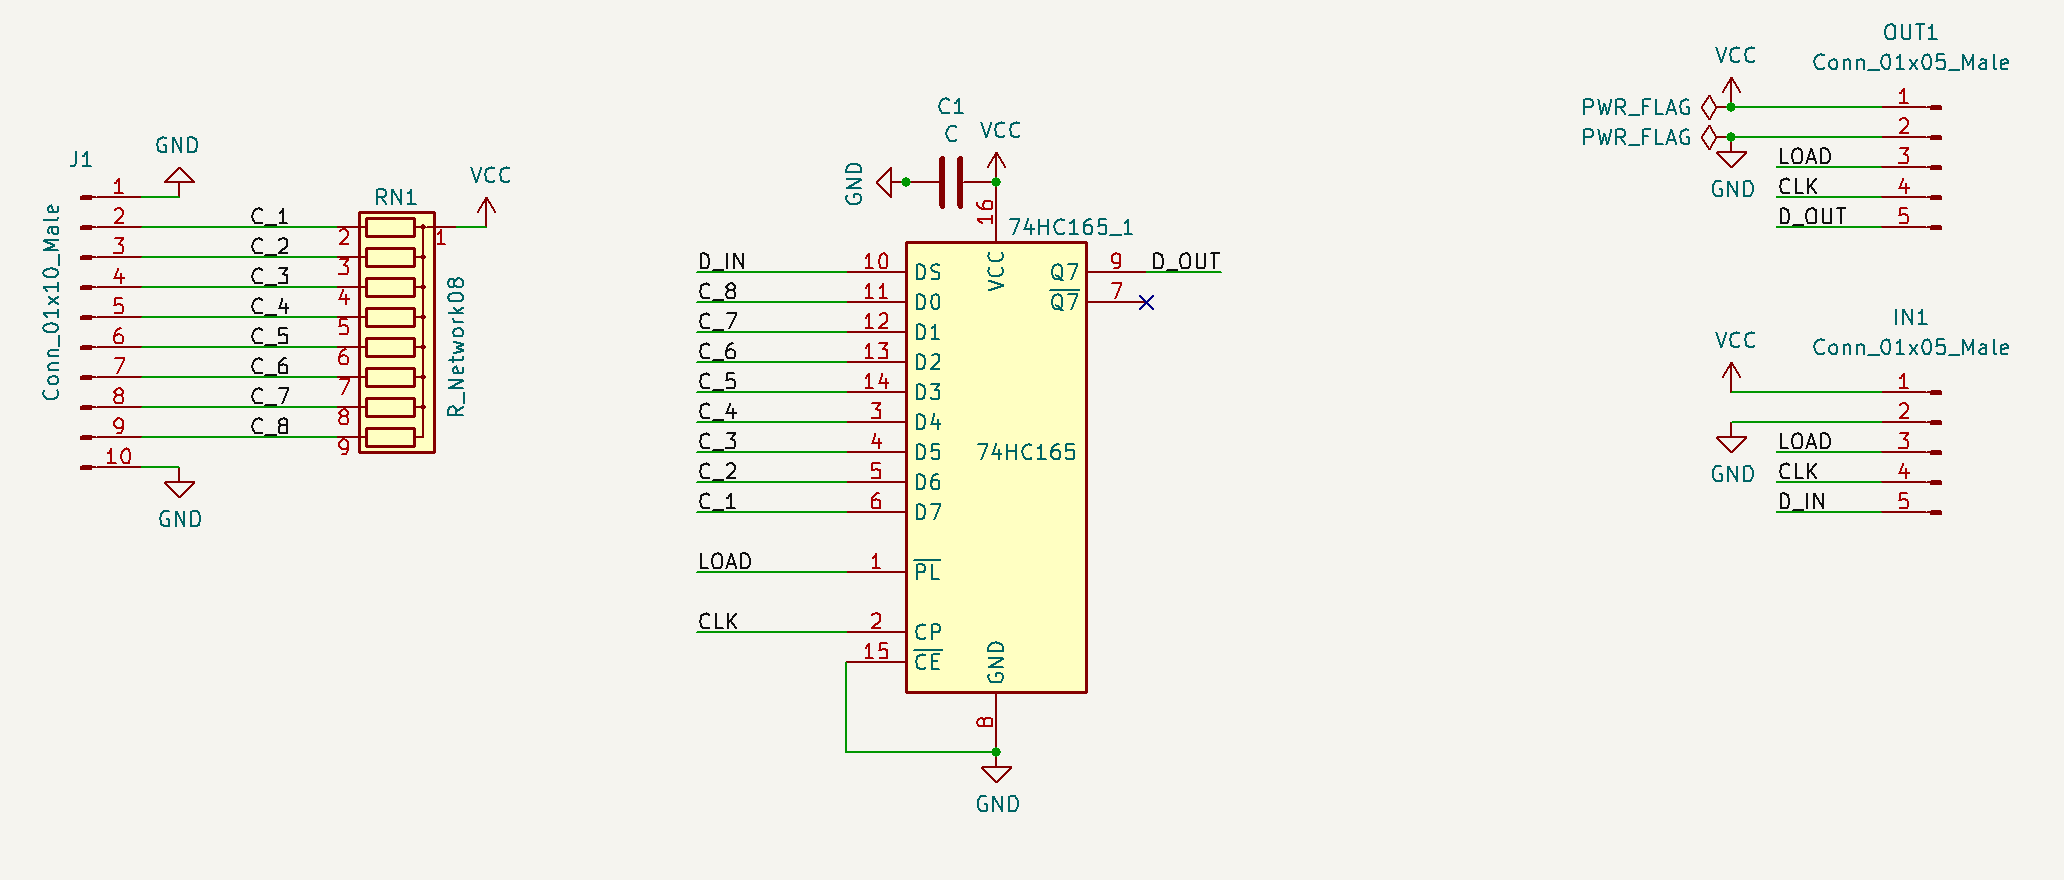 J1
Conn_01x10_Male
GND
1
2
3
4
5
6
7
8
9
10
C_1
C_2
C_3
C_4
C_5
C_6
C_7
C_8
GND
RN1
R_Network08
VCC
1
2
3
4
5
6
7
8
9
C1
C
GND
VCC
16
74HC165_1
VCC
D_IN 10 DS
C_8 11 D0
C_7 12 D1
C_6 13 D2
C_5 14 D3
C_4 3 D4
C_3 4 D5
C_2 5 D6
C_1 6 D7
LOAD 1 PL
CLK 2 CP
15 CE
74HC165
Q7 9 D_OUT
Q7 7
GND
8
GND
OUT1
Conn_01x05_Male
VCC
PWR_FLAG 1
PWR_FLAG 2
GND
LOAD 3
CLK 4
D_OUT 5
IN1
Conn_01x05_Male
VCC
1
2
GND
LOAD 3
CLK 4
D_IN 5